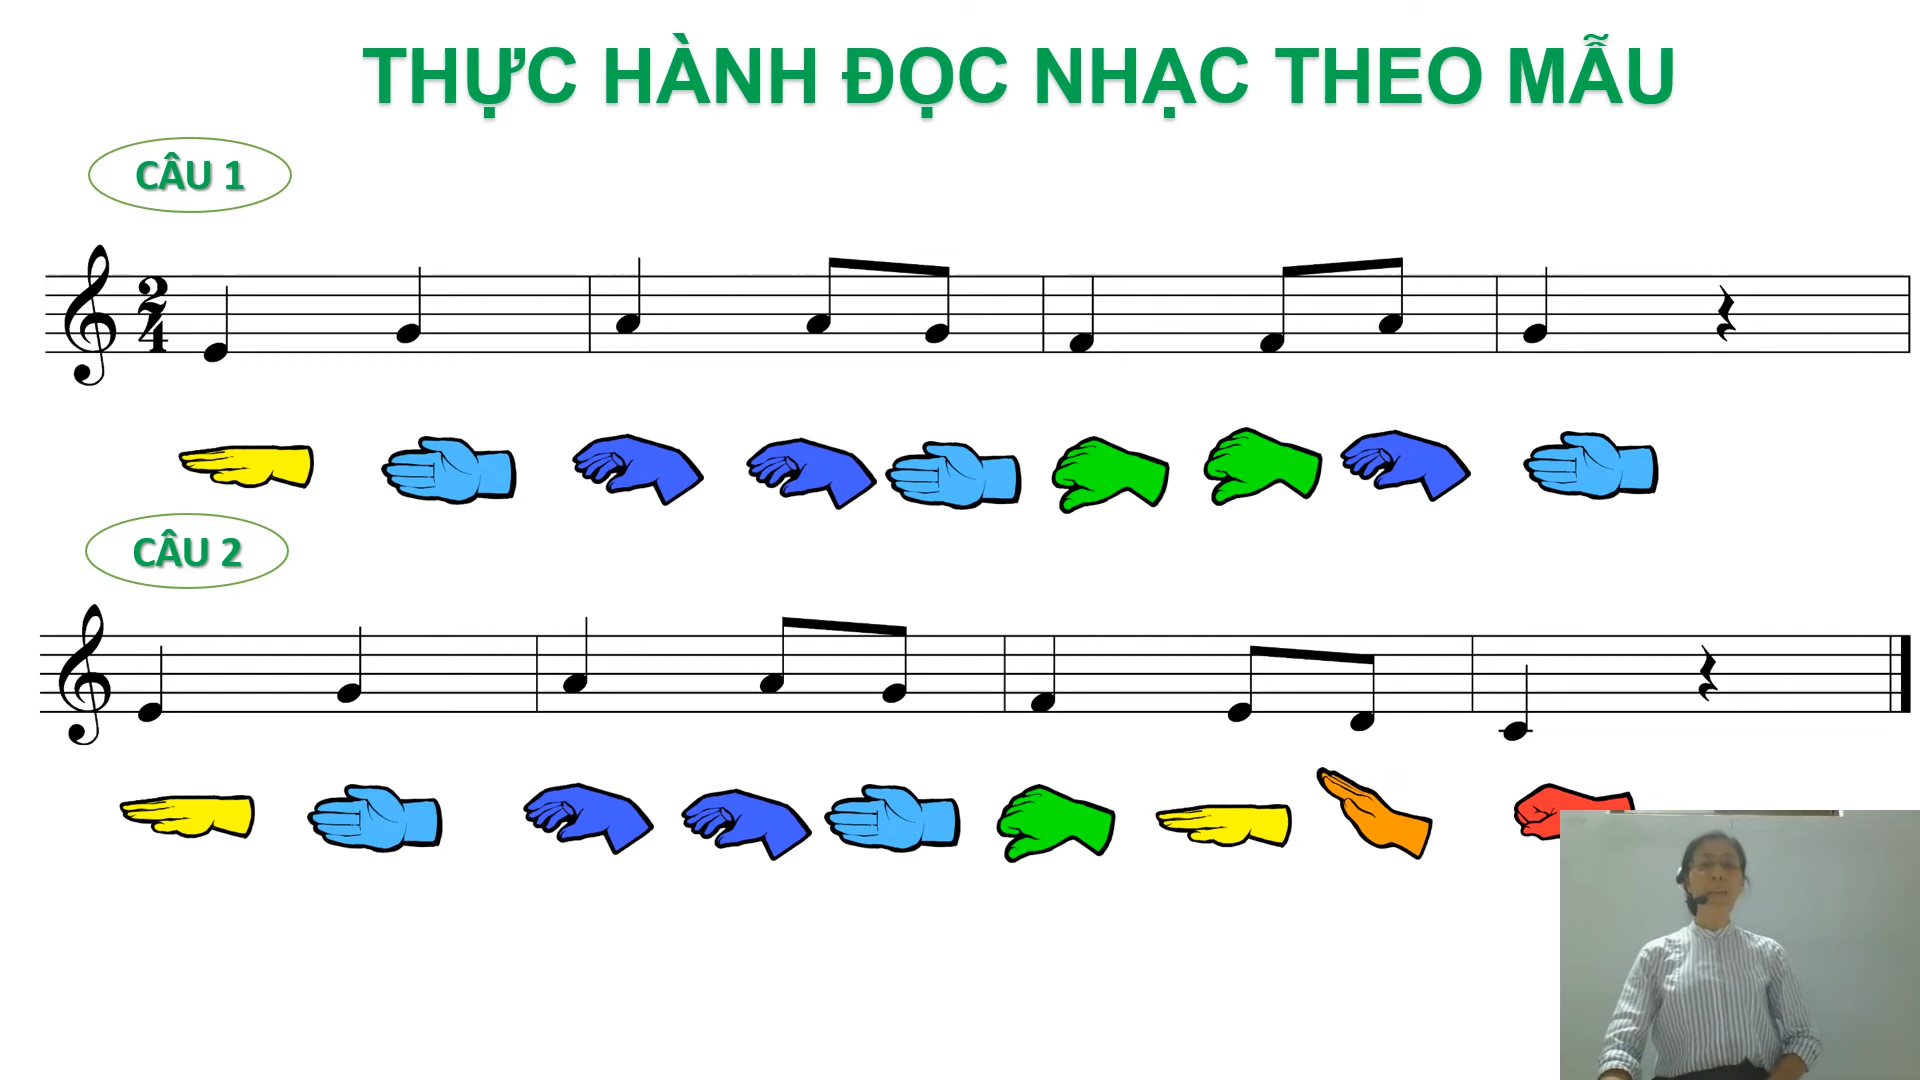 THỰC HÀNH ĐỌC NHẠC THEO MẪU
CÂU 1
2
4
CÂU 2